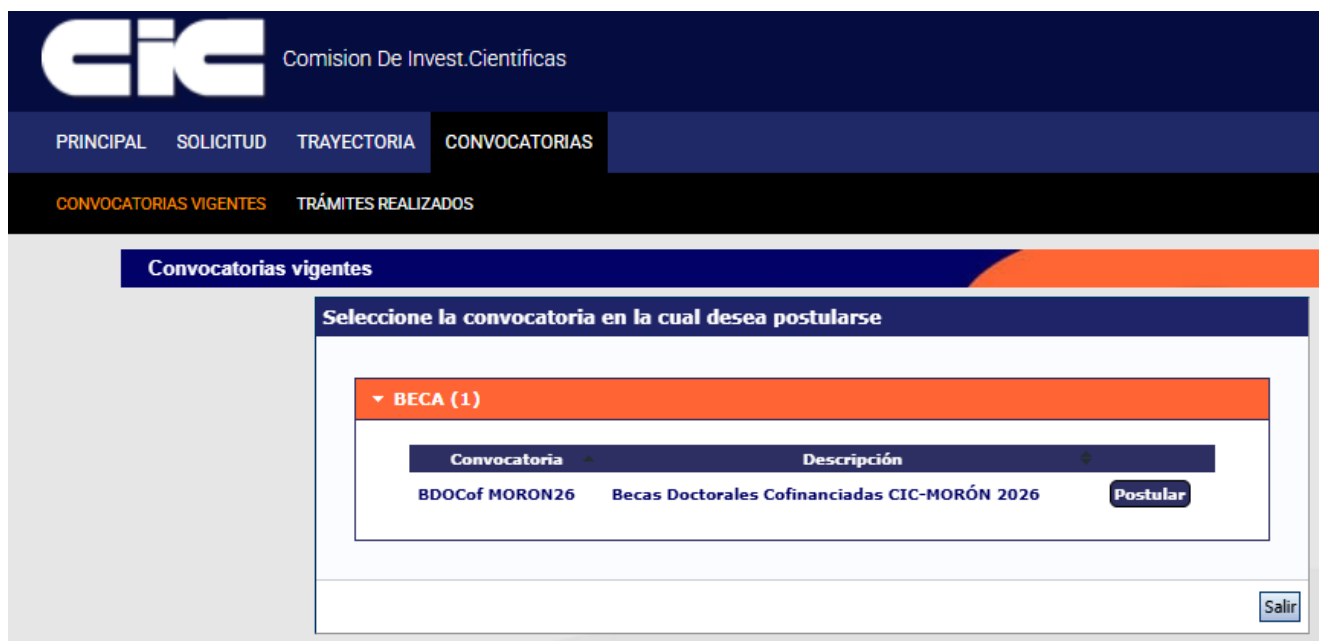 CiC Comision De Invest.Cientificas
PRINCIPAL SOLICITUD TRAYECTORIA CONVOCATORIAS
CONVOCATORIAS VIGENTES TRÁMITES REALIZADOS
Convocatorias vigentes
Seleccione la convocatoria en la cual desea postularse
BECA (1)
Convocatoria Descripción
BDOCof MORON26 Becas Doctorales Cofinanciadas CIC-MORÓN 2026 Postular
Salir